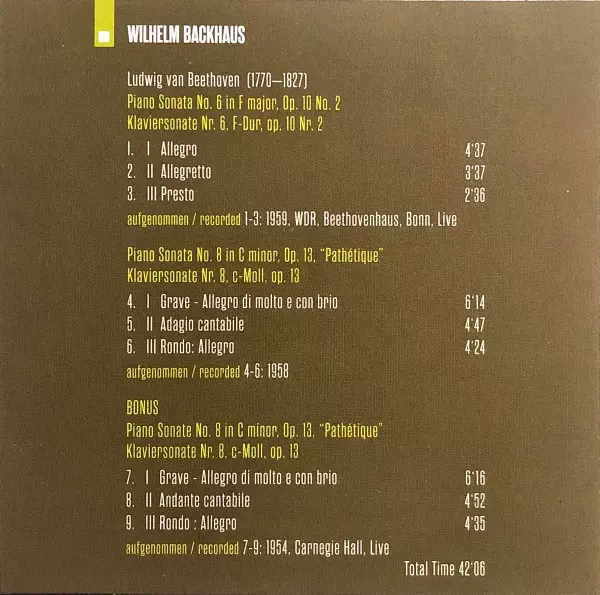 WILHELM BACKHAUS
Ludwig van Beethoven (1770–1827)
Piano Sonata No. 6 in F major, Op. 10 No. 2
Klaviersonate Nr. 6, F-Dur, op. 10 Nr. 2
1. I Allegro 4'37
2. II Allegretto 3'37
3. III Presto 2'36
aufgenommen / recorded 1-3: 1959, WDR, Beethovenhaus, Bonn, Live
Piano Sonata No. 8 in C minor, Op. 13, "Pathétique"
Klaviersonate Nr. 8, c-Moll, op. 13
4. I Grave - Allegro di molto e con brio 6'14
5. II Adagio cantabile 4'47
6. III Rondo: Allegro 4'24
aufgenommen / recorded 4-6: 1958
BONUS
Piano Sonate No. 8 in C minor, Op. 13, "Pathétique"
Klaviersonate Nr. 8, c-Moll, op. 13
7. I Grave - Allegro di molto e con brio 6'16
8. II Andante cantabile 4'52
9. III Rondo : Allegro 4'35
aufgenommen / recorded 7-9: 1954, Carnegie Hall, Live
Total Time 42'06